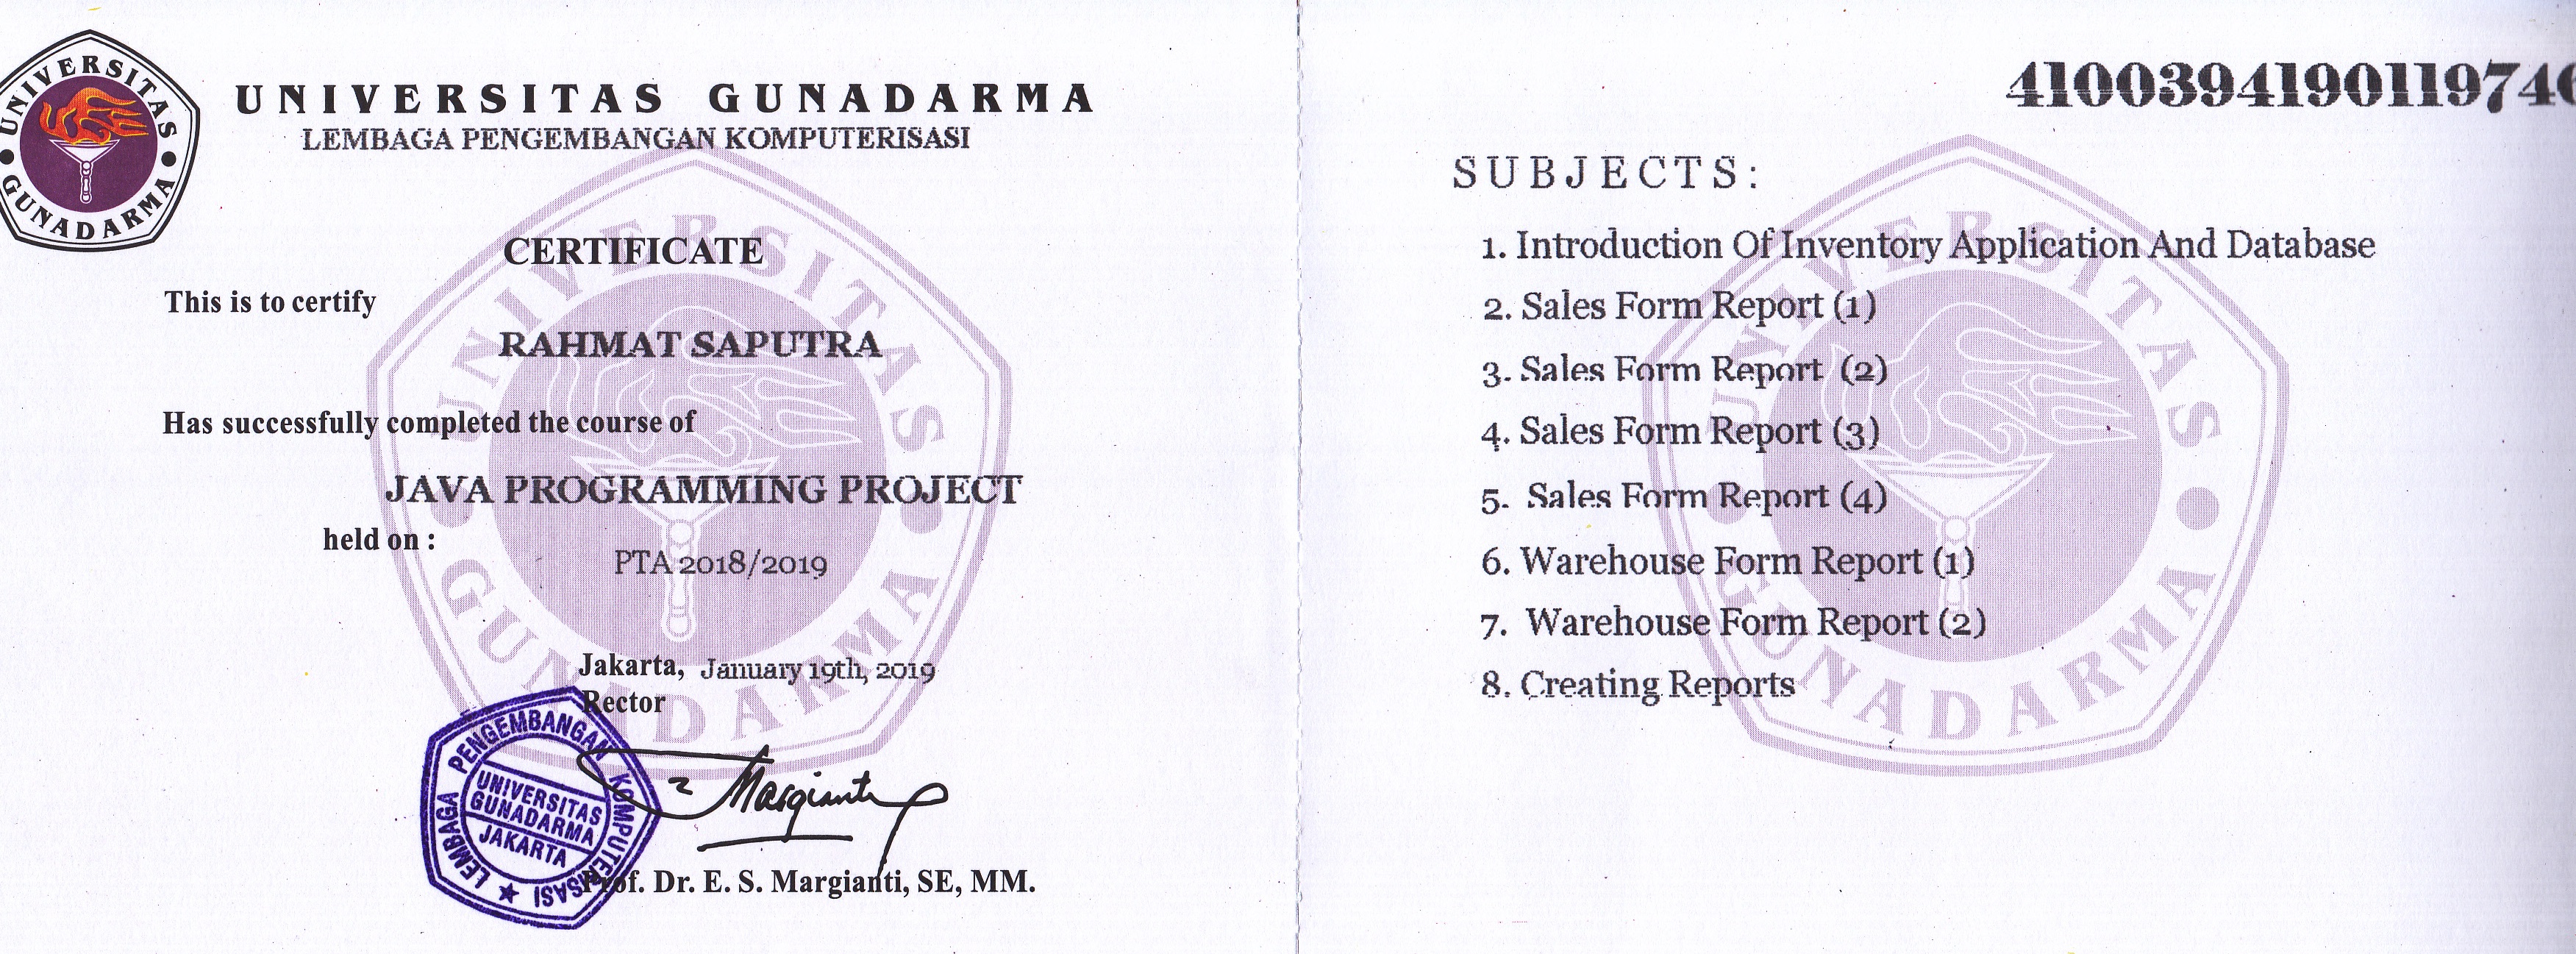 UNIVERSITAS GUNADARMA
UNIVERSITAS GUNADARMA
LEMBAGA PENGEMBANGAN KOMPUTERISASI
CERTIFICATE
This is to certify
RAHMAT SAPUTRA
Has successfully completed the course of
JAVA PROGRAMMING PROJECT
held on :
PTA 2018/2019
Jakarta, January 19th, 2019
Rector
LEMBAGA PENGEMBANGAN KOMPUTERISASI
UNIVERSITAS
GUNADARMA
JAKARTA
Margianti
Prof. Dr. E. S. Margianti, SE, MM.
UNIVERSITAS GUNADARMA
410039419011974
SUBJECTS:
1. Introduction Of Inventory Application And Database
2. Sales Form Report (1)
3. Sales Form Report (2)
4. Sales Form Report (3)
5. Sales Form Report (4)
6. Warehouse Form Report (1)
7. Warehouse Form Report (2)
8. Creating Reports
UNIVERSITAS GUNADARMA